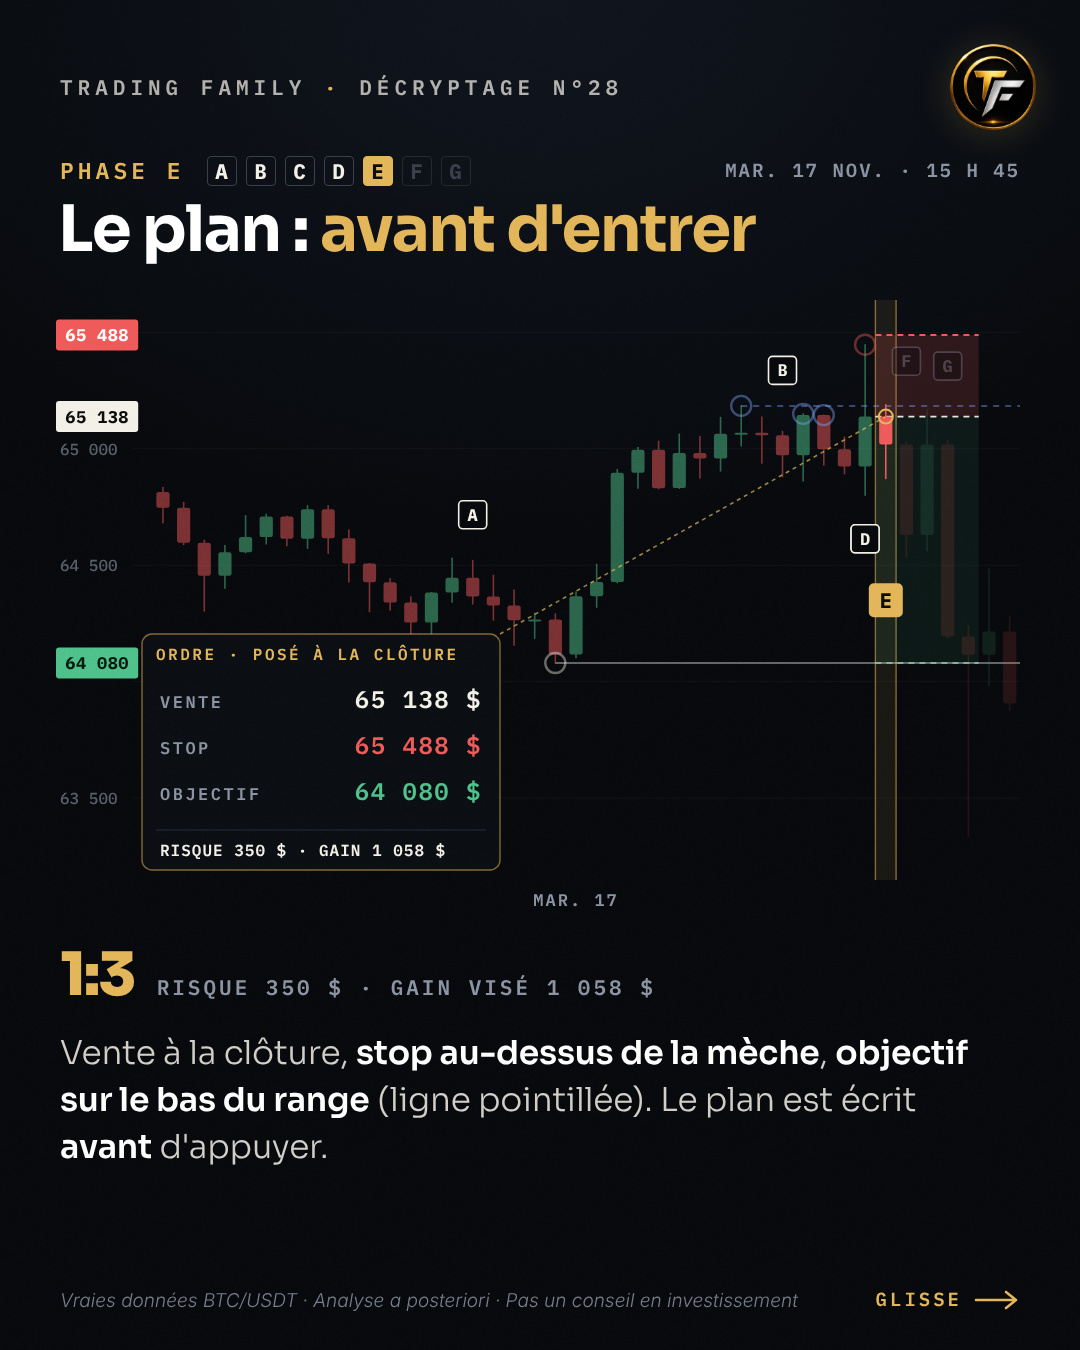 TRADING FAMILY · DÉCRYPTAGE N°28
TF
PHASE E A B C D E F G
MAR. 17 NOV. · 15 H 45
Le plan : avant d'entrer
65 488
65 138
65 000
64 500
64 080
63 500
A
B
F
G
D
E
ORDRE · POSÉ À LA CLÔTURE
VENTE 65 138 $
STOP 65 488 $
OBJECTIF 64 080 $
RISQUE 350 $ · GAIN 1 058 $
MAR. 17
1:3 RISQUE 350 $ · GAIN VISÉ 1 058 $
Vente à la clôture, stop au-dessus de la mèche, objectif
sur le bas du range (ligne pointillée). Le plan est écrit
avant d'appuyer.
Vraies données BTC/USDT · Analyse a posteriori · Pas un conseil en investissement
GLISSE